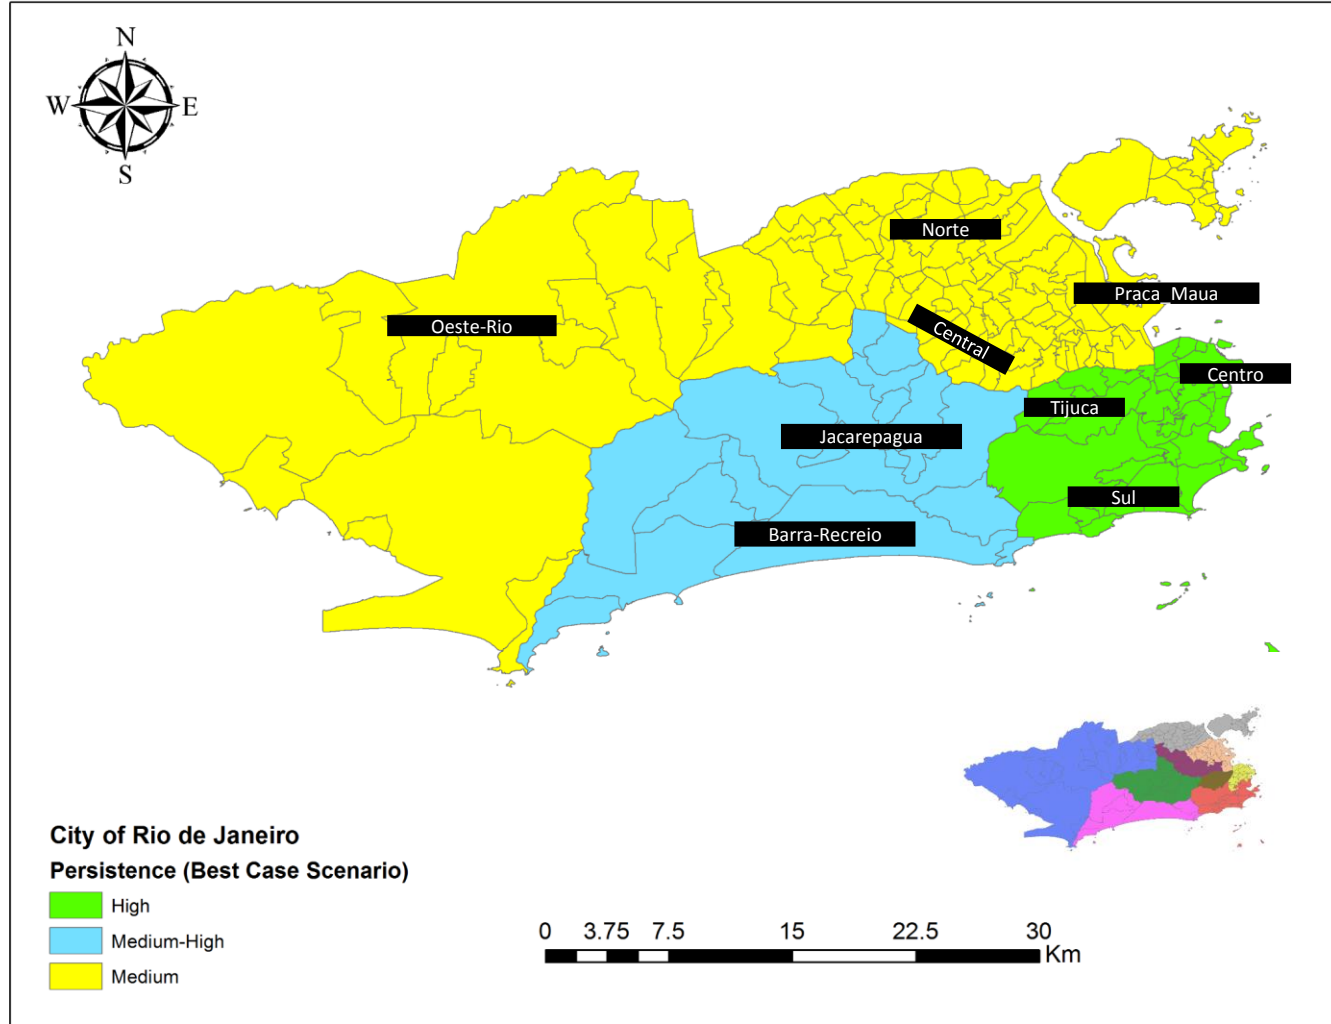 N
W
E
S
Norte
Praca_Maua
Oeste-Rio
Central
Centro
Tijuca
Jacarepagua
Sul
Barra-Recreio
City of Rio de Janeiro
Persistence (Best Case Scenario)
High
Medium-High
Medium
0 3.75 7.5 15 22.5 30
Km